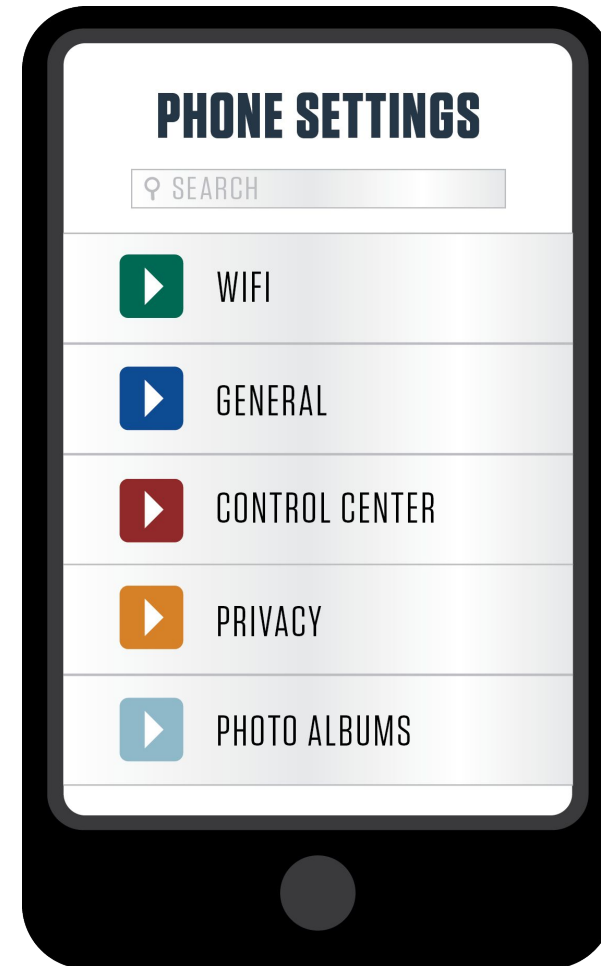 PHONE SETTINGS
SEARCH
WIFI
GENERAL
CONTROL CENTER
PRIVACY
PHOTO ALBUMS